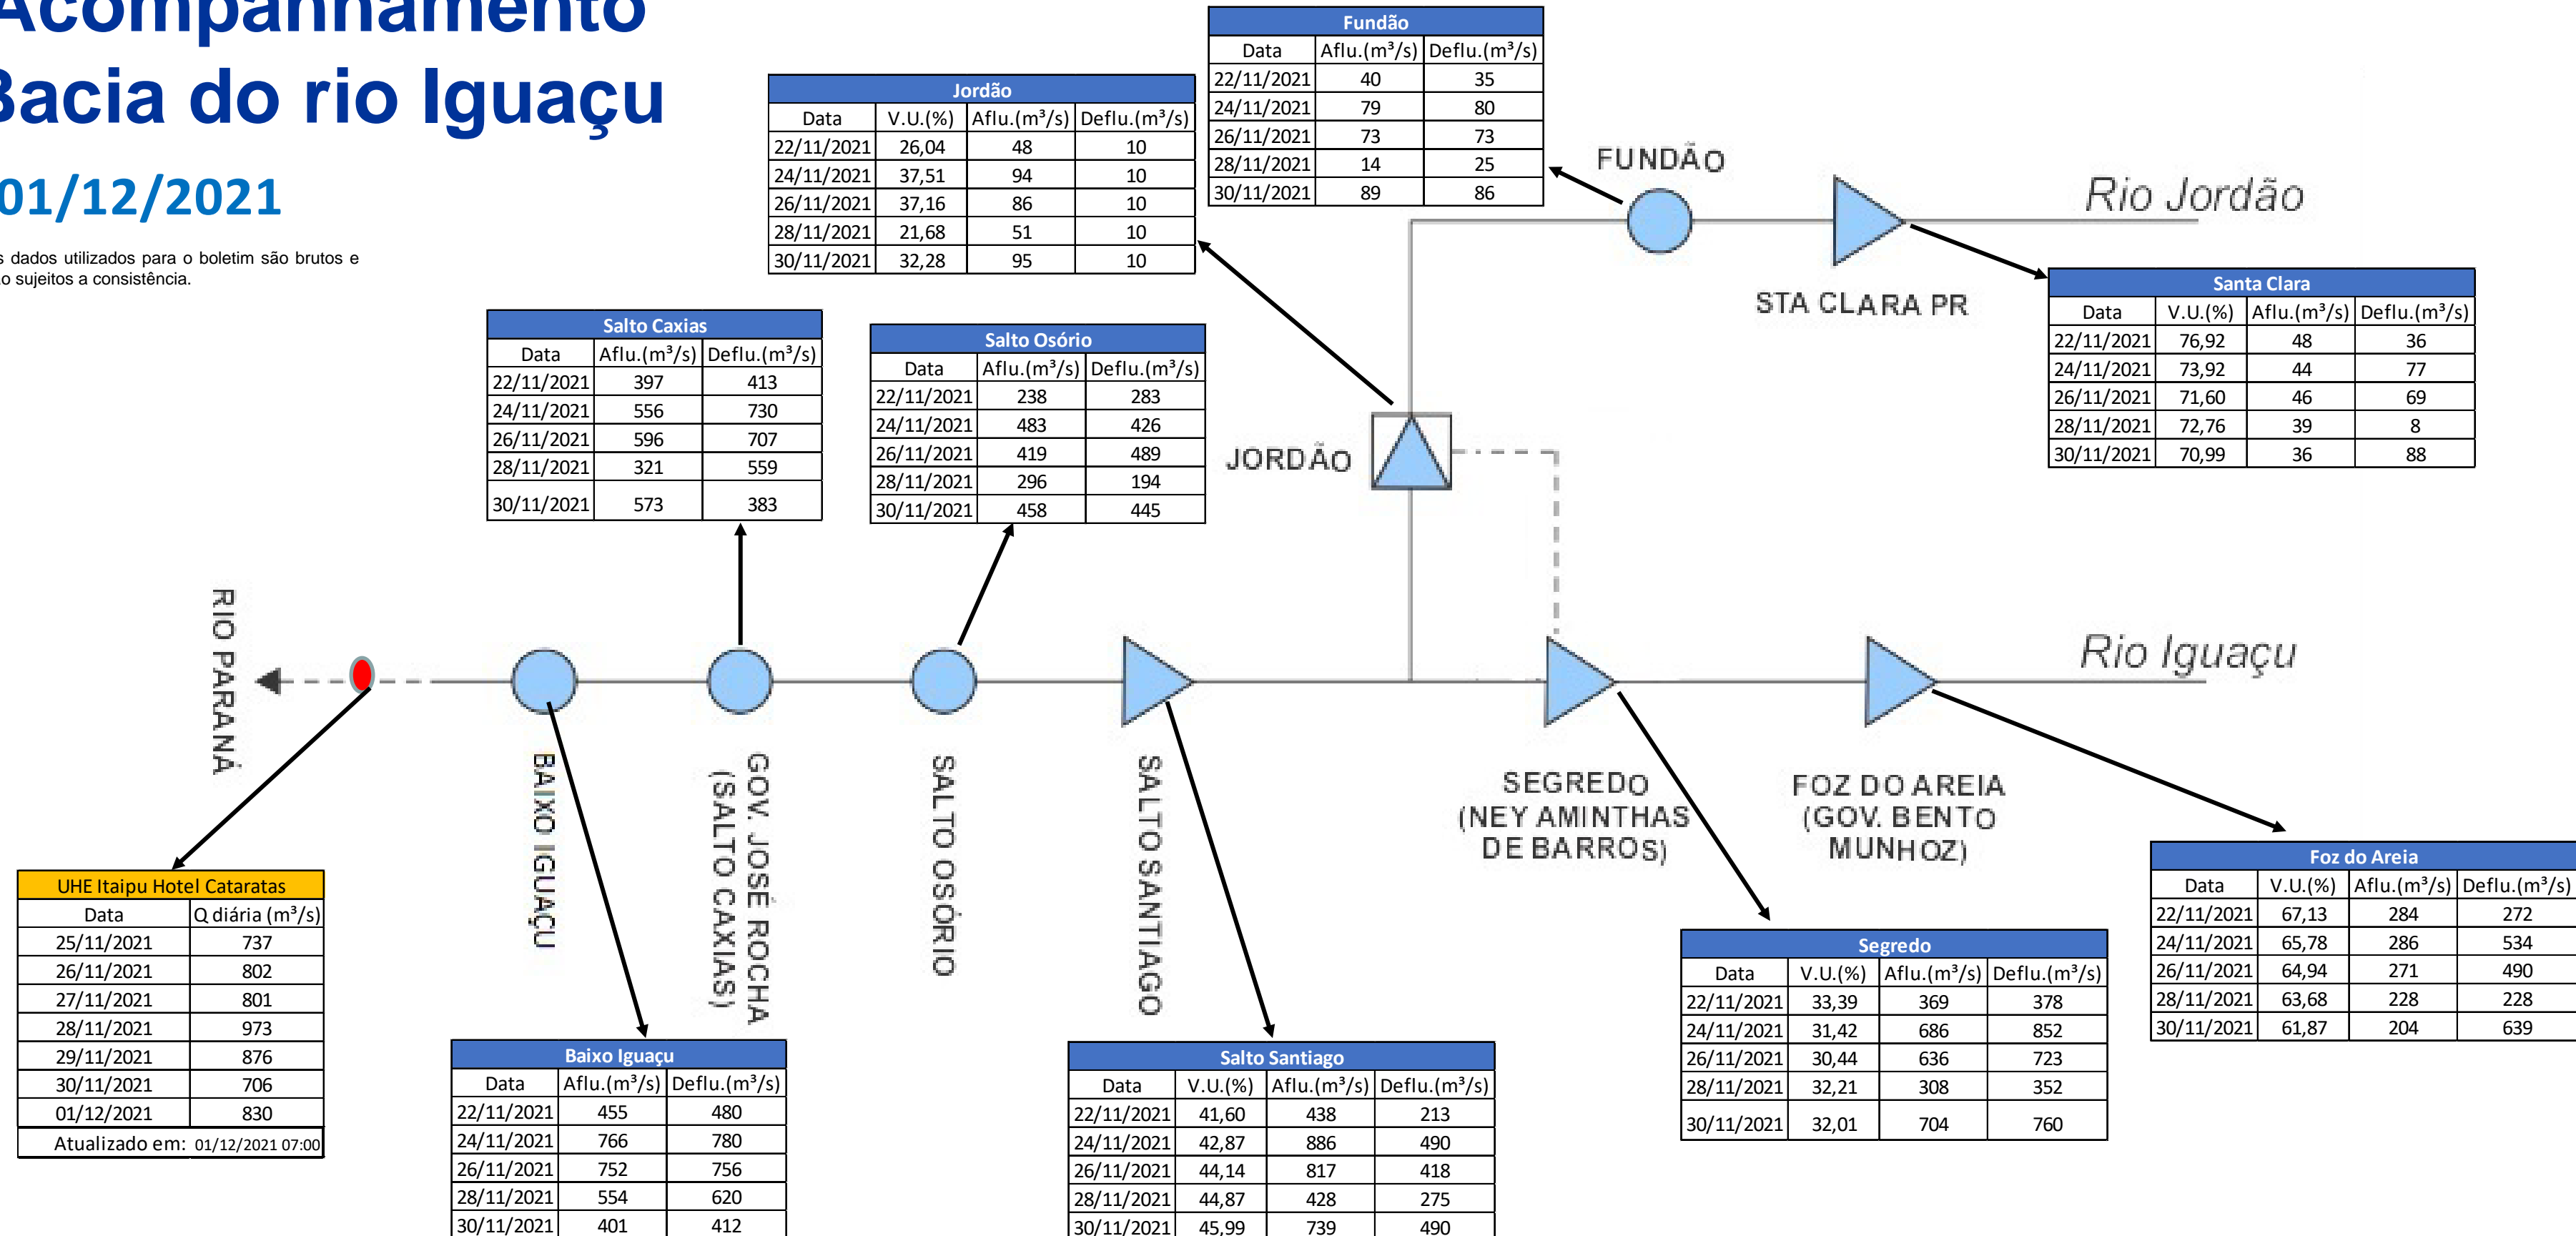 Acompanhamento
Bacia do rio Iguaçu
01/12/2021
s dados utilizados para o boletim são brutos e
o sujeitos a consistência.
Fundão
Data Aflu.(m³/s) Deflu.(m³/s)
22/11/2021 40 35
24/11/2021 79 80
26/11/2021 73 73
28/11/2021 14 25
30/11/2021 89 86
Jordão
Data V.U.(%) Aflu.(m³/s) Deflu.(m³/s)
22/11/2021 26,04 48 10
24/11/2021 37,51 94 10
26/11/2021 37,16 86 10
28/11/2021 21,68 51 10
30/11/2021 32,28 95 10
FUNDÃO
Rio Jordão
STA CLARA PR
Santa Clara
Data V.U.(%) Aflu.(m³/s) Deflu.(m³/s)
22/11/2021 76,92 48 36
24/11/2021 73,92 44 77
26/11/2021 71,60 46 69
28/11/2021 72,76 39 8
30/11/2021 70,99 36 88
Salto Caxias
Data Aflu.(m³/s) Deflu.(m³/s)
22/11/2021 397 413
24/11/2021 556 730
26/11/2021 596 707
28/11/2021 321 559
30/11/2021 573 383
Salto Osório
Data Aflu.(m³/s) Deflu.(m³/s)
22/11/2021 238 283
24/11/2021 483 426
26/11/2021 419 489
28/11/2021 296 194
30/11/2021 458 445
JORDÃO
RIO PARANÁ
Rio Iguaçu
BAIXO IGUAÇU
GOV. JOSÉ ROCHA
(SALTO CAXIAS)
SALTO OSÓRIO
SALTO SANTIAGO
SEGREDO
(NEY AMINTHAS
DE BARROS)
FOZ DO AREIA
(GOV. BENTO
MUNHOZ)
UHE Itaipu Hotel Cataratas
Data Q diária (m³/s)
25/11/2021 737
26/11/2021 802
27/11/2021 801
28/11/2021 973
29/11/2021 876
30/11/2021 706
01/12/2021 830
Atualizado em: 01/12/2021 07:00
Baixo Iguaçu
Data Aflu.(m³/s) Deflu.(m³/s)
22/11/2021 455 480
24/11/2021 766 780
26/11/2021 752 756
28/11/2021 554 620
30/11/2021 401 412
Salto Santiago
Data V.U.(%) Aflu.(m³/s) Deflu.(m³/s)
22/11/2021 41,60 438 213
24/11/2021 42,87 886 490
26/11/2021 44,14 817 418
28/11/2021 44,87 428 275
30/11/2021 45,99 739 490
Segredo
Data V.U.(%) Aflu.(m³/s) Deflu.(m³/s)
22/11/2021 33,39 369 378
24/11/2021 31,42 686 852
26/11/2021 30,44 636 723
28/11/2021 32,21 308 352
30/11/2021 32,01 704 760
Foz do Areia
Data V.U.(%) Aflu.(m³/s) Deflu.(m³/s)
22/11/2021 67,13 284 272
24/11/2021 65,78 286 534
26/11/2021 64,94 271 490
28/11/2021 63,68 228 228
30/11/2021 61,87 204 639